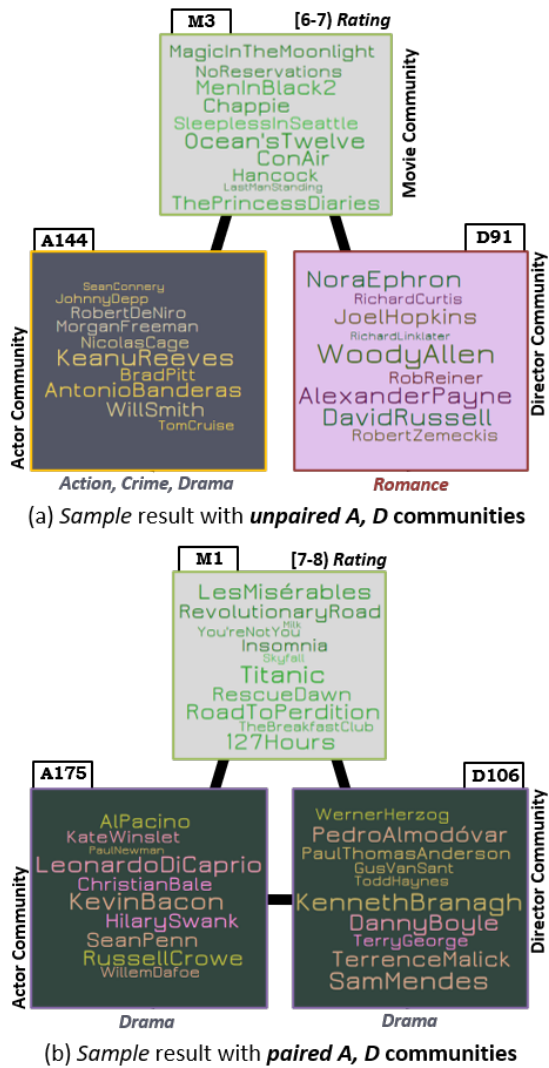 M3
[6-7) Rating
MagicInTheMoonlight
NoReservations
MenInBlack2
Chappie
SleeplessInSeattle
Ocean'sTwelve
ConAir
Hancock
LastManStanding
ThePrincessDiaries
Movie Community
A144
SeanConnery
JohnnyDepp
RobertDeNiro
MorganFreeman
NicolasCage
KeanuReeves
BradPitt
AntonioBanderas
WillSmith
TomCruise
Actor Community
Action, Crime, Drama
D91
NoraEphron
RichardCurtis
JoelHopkins
RichardLinklater
WoodyAllen
RobReiner
AlexanderPayne
DavidRussell
RobertZemeckis
Director Community
Romance
(a) Sample result with unpaired A, D communities
M1
[7-8) Rating
LesMisérables
RevolutionaryRoad
Milk
You'reNotYou
Insomnia
Skyfall
Titanic
RescueDawn
RoadToPerdition
TheBreakfastClub
127Hours
Movie Community
A175
AlPacino
KateWinslet
PaulNewman
LeonardoDiCaprio
ChristianBale
KevinBacon
HilarySwank
SeanPenn
RussellCrowe
WillemDafoe
Actor Community
Drama
D106
WernerHerzog
PedroAlmodóvar
PaulThomasAnderson
GusVanSant
ToddHaynes
KennethBranagh
DannyBoyle
TerryGeorge
TerrenceMalick
SamMendes
Director Community
Drama
(b) Sample result with paired A, D communities